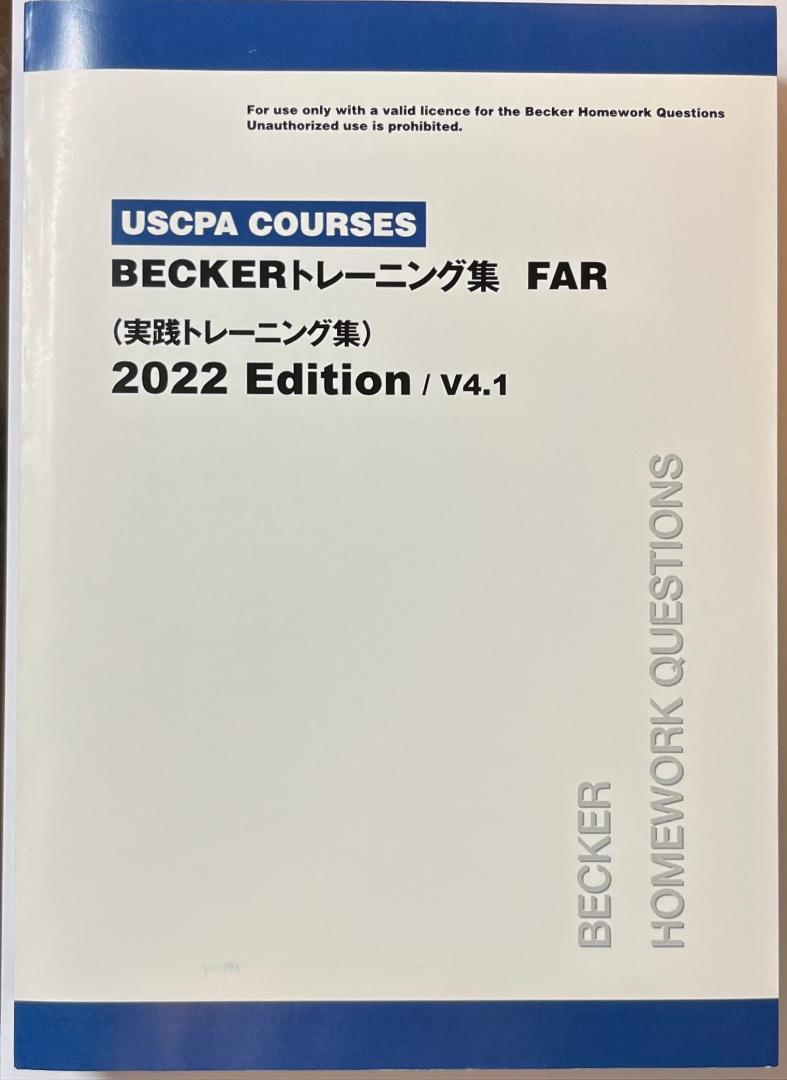 For use only with a valid licence for the Becker Homework Questions
Unauthorized use is prohibited.
USCPA COURSES
BECKERトレーニング集 FAR
(実践トレーニング集)
2022 Edition / V4.1
BECKER
HOMEWORK QUESTIONS